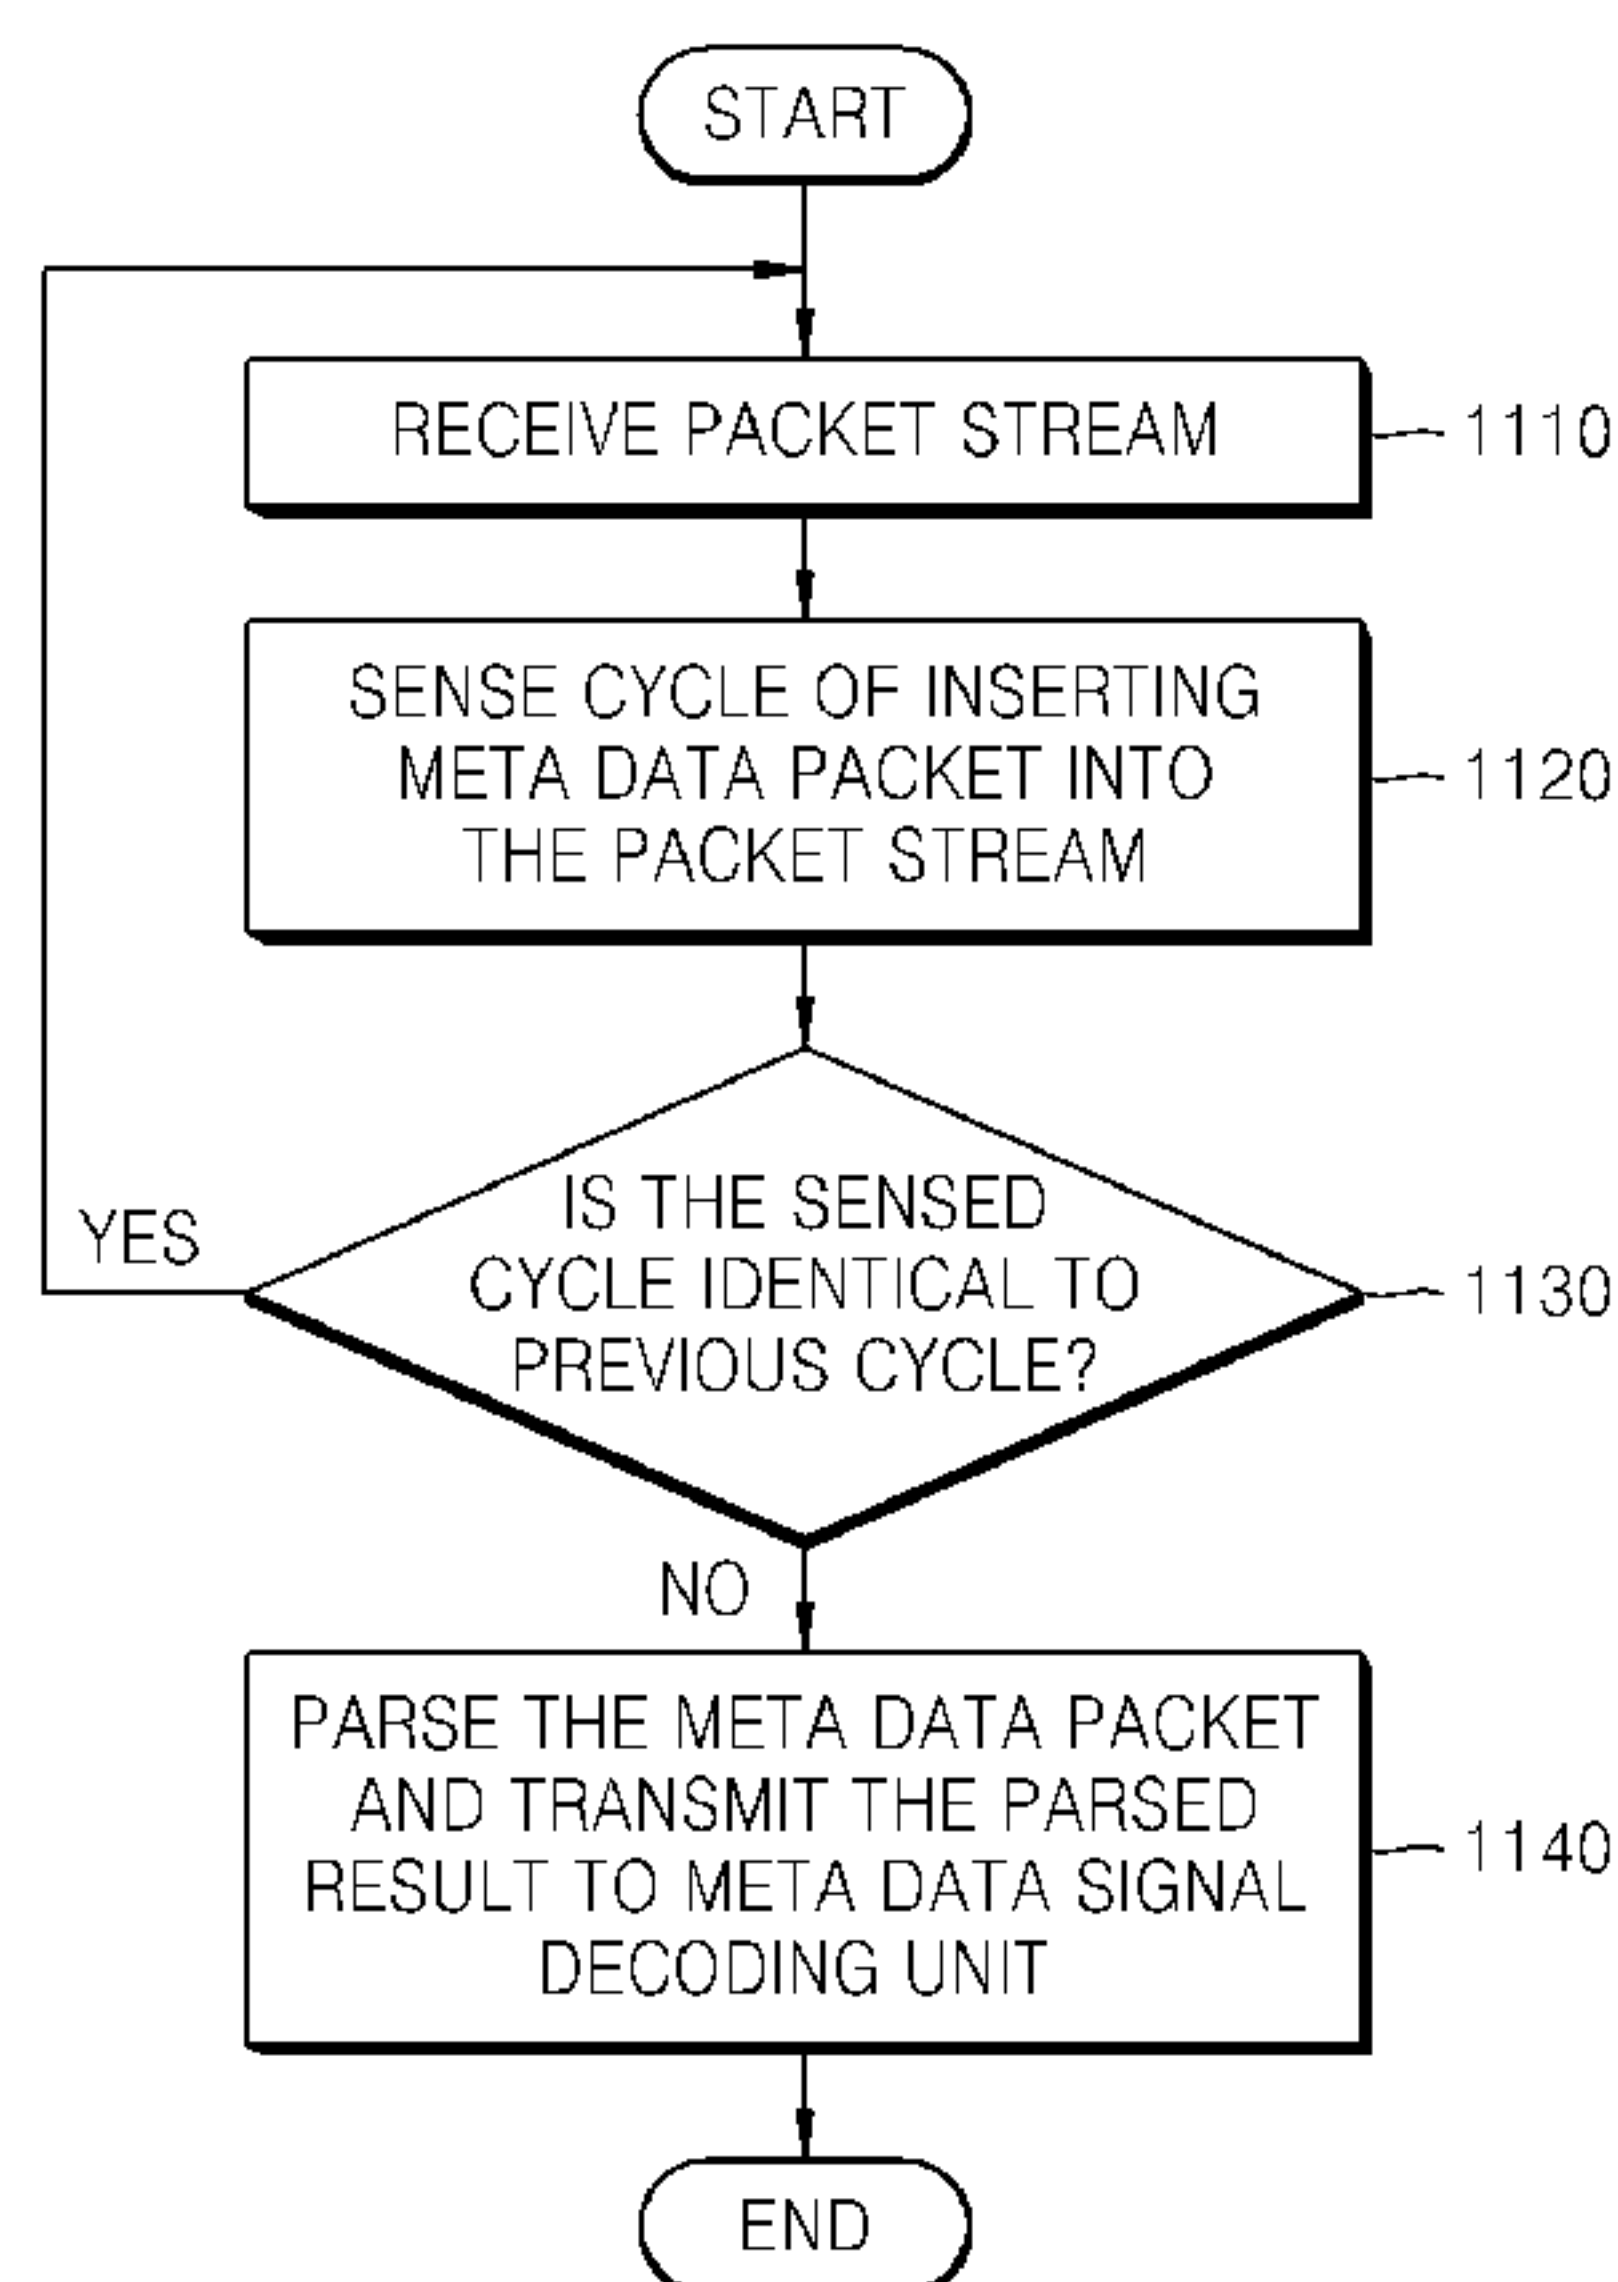 START
RECEIVE PACKET STREAM
1110
SENSE CYCLE OF INSERTING
META DATA PACKET INTO
THE PACKET STREAM
1120
IS THE SENSED
CYCLE IDENTICAL TO
PREVIOUS CYCLE?
1130
YES
NO
PARSE THE META DATA PACKET
AND TRANSMIT THE PARSED
RESULT TO META DATA SIGNAL
DECODING UNIT
1140
END